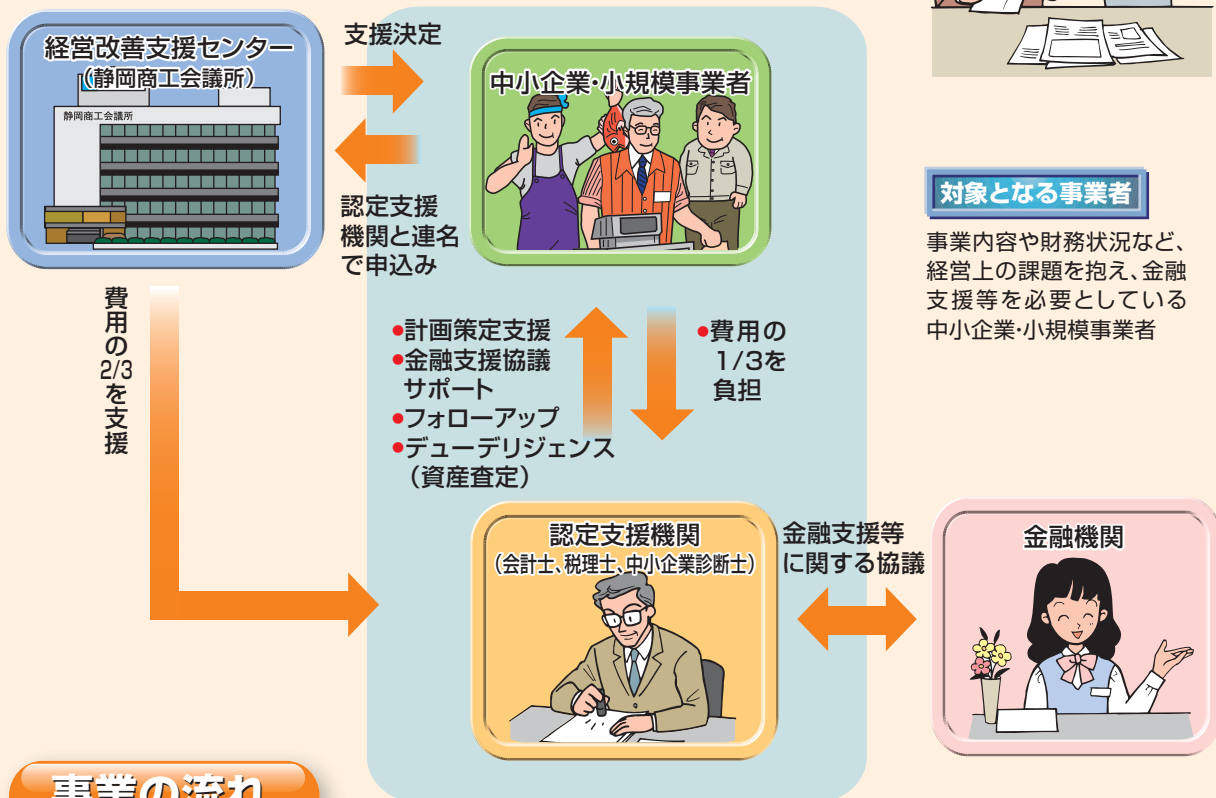 経営改善支援センター
(静岡商工会議所)
静岡商工会議所
支援決定
認定支援
機関と連名
で申込み
中小企業・小規模事業者
対象となる事業者
事業内容や財務状況など、
経営上の課題を抱え、金融
支援等を必要としている
中小企業・小規模事業者
費用の2/3を支援
●計画策定支援
●金融支援協議
サポート
●フォローアップ
●デューデリジェンス
(資産査定)
●費用の
1/3を
負担
認定支援機関
(会計士、税理士、中小企業診断士)
金融支援等
に関する協議
金融機関
事業の流れ